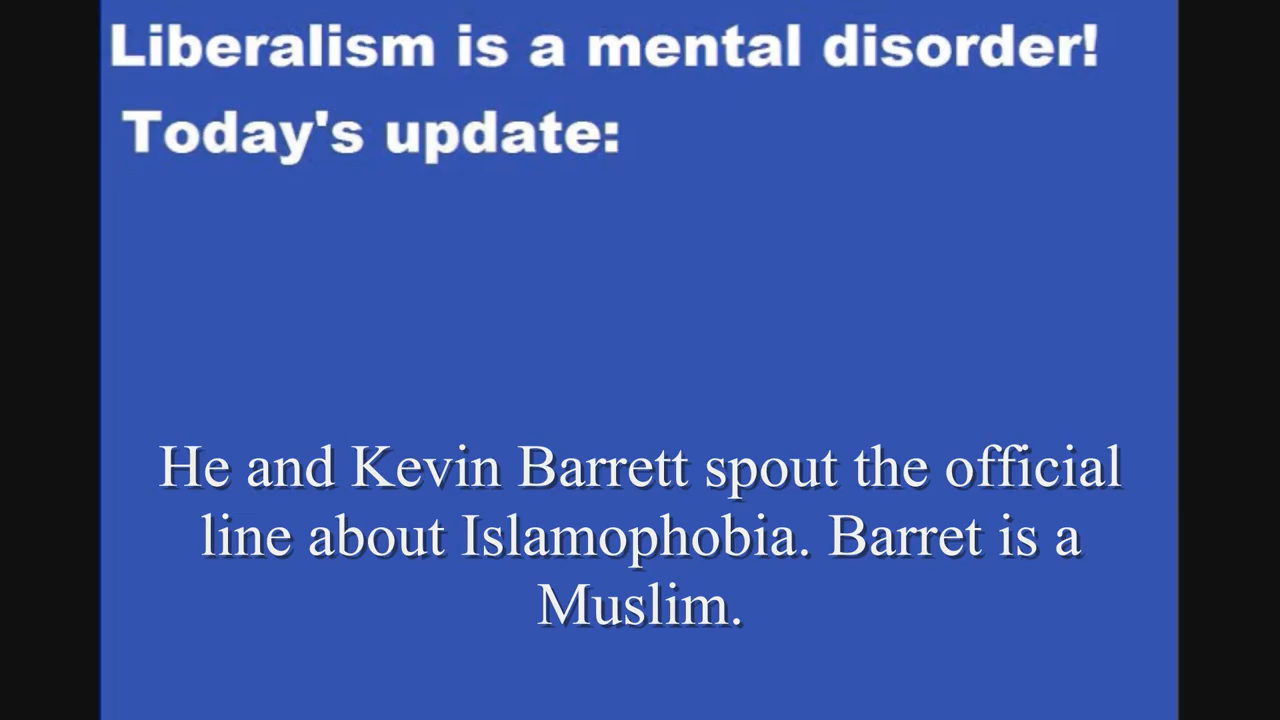 Liberalism is a mental disorder!
Today's update:
He and Kevin Barrett spout the official
line about Islamophobia. Barret is a
Muslim.